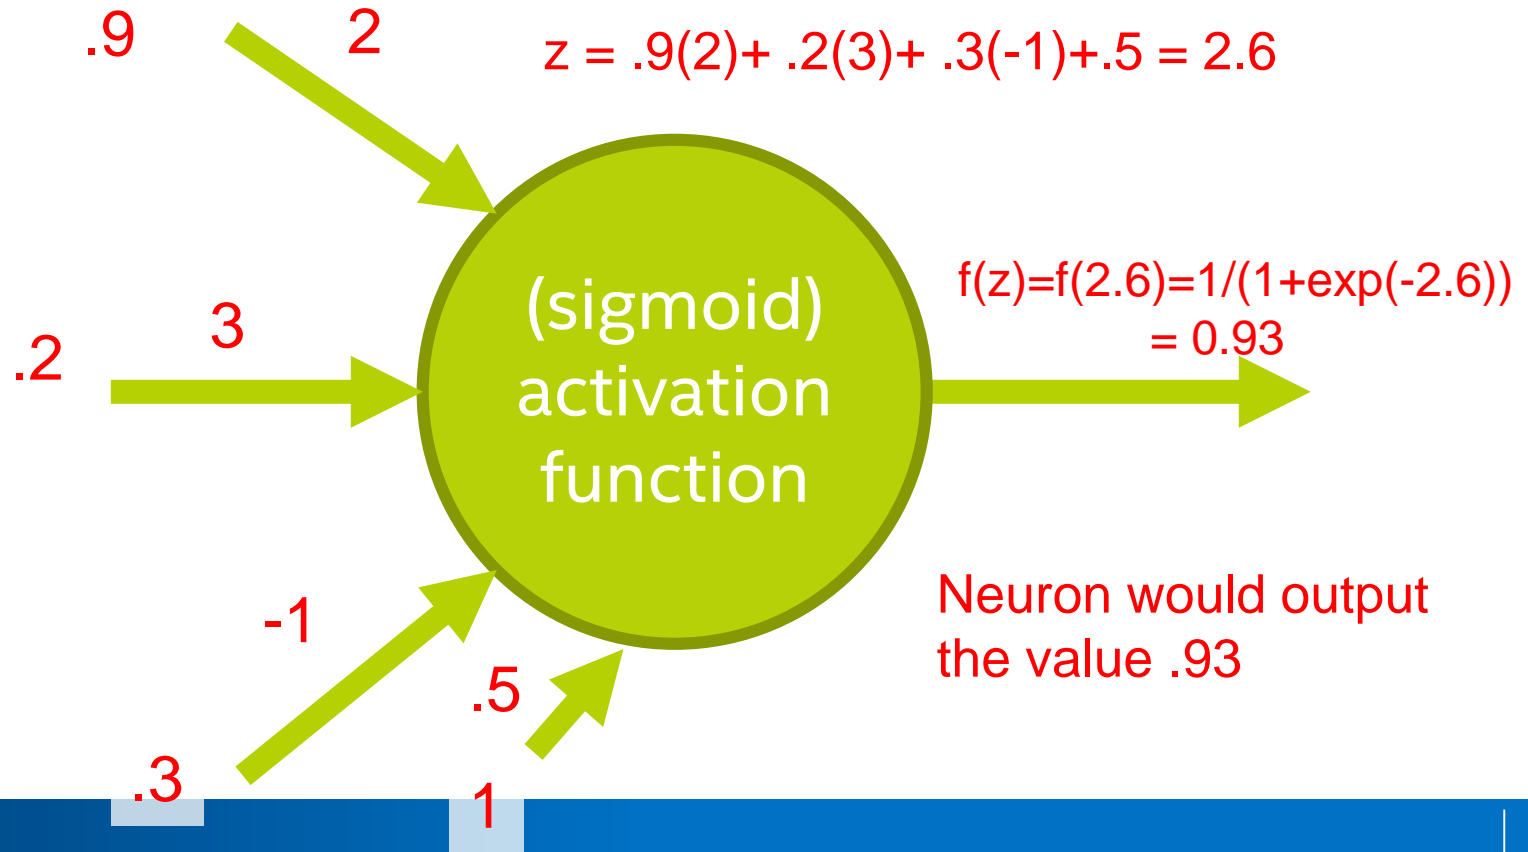 .9
2
z = .9(2)+ .2(3)+ .3(-1)+.5 = 2.6
f(z)=f(2.6)=1/(1+exp(-2.6))
= 0.93
(sigmoid)
activation
function
.2
3
-1
.3
.5
1
Neuron would output
the value .93